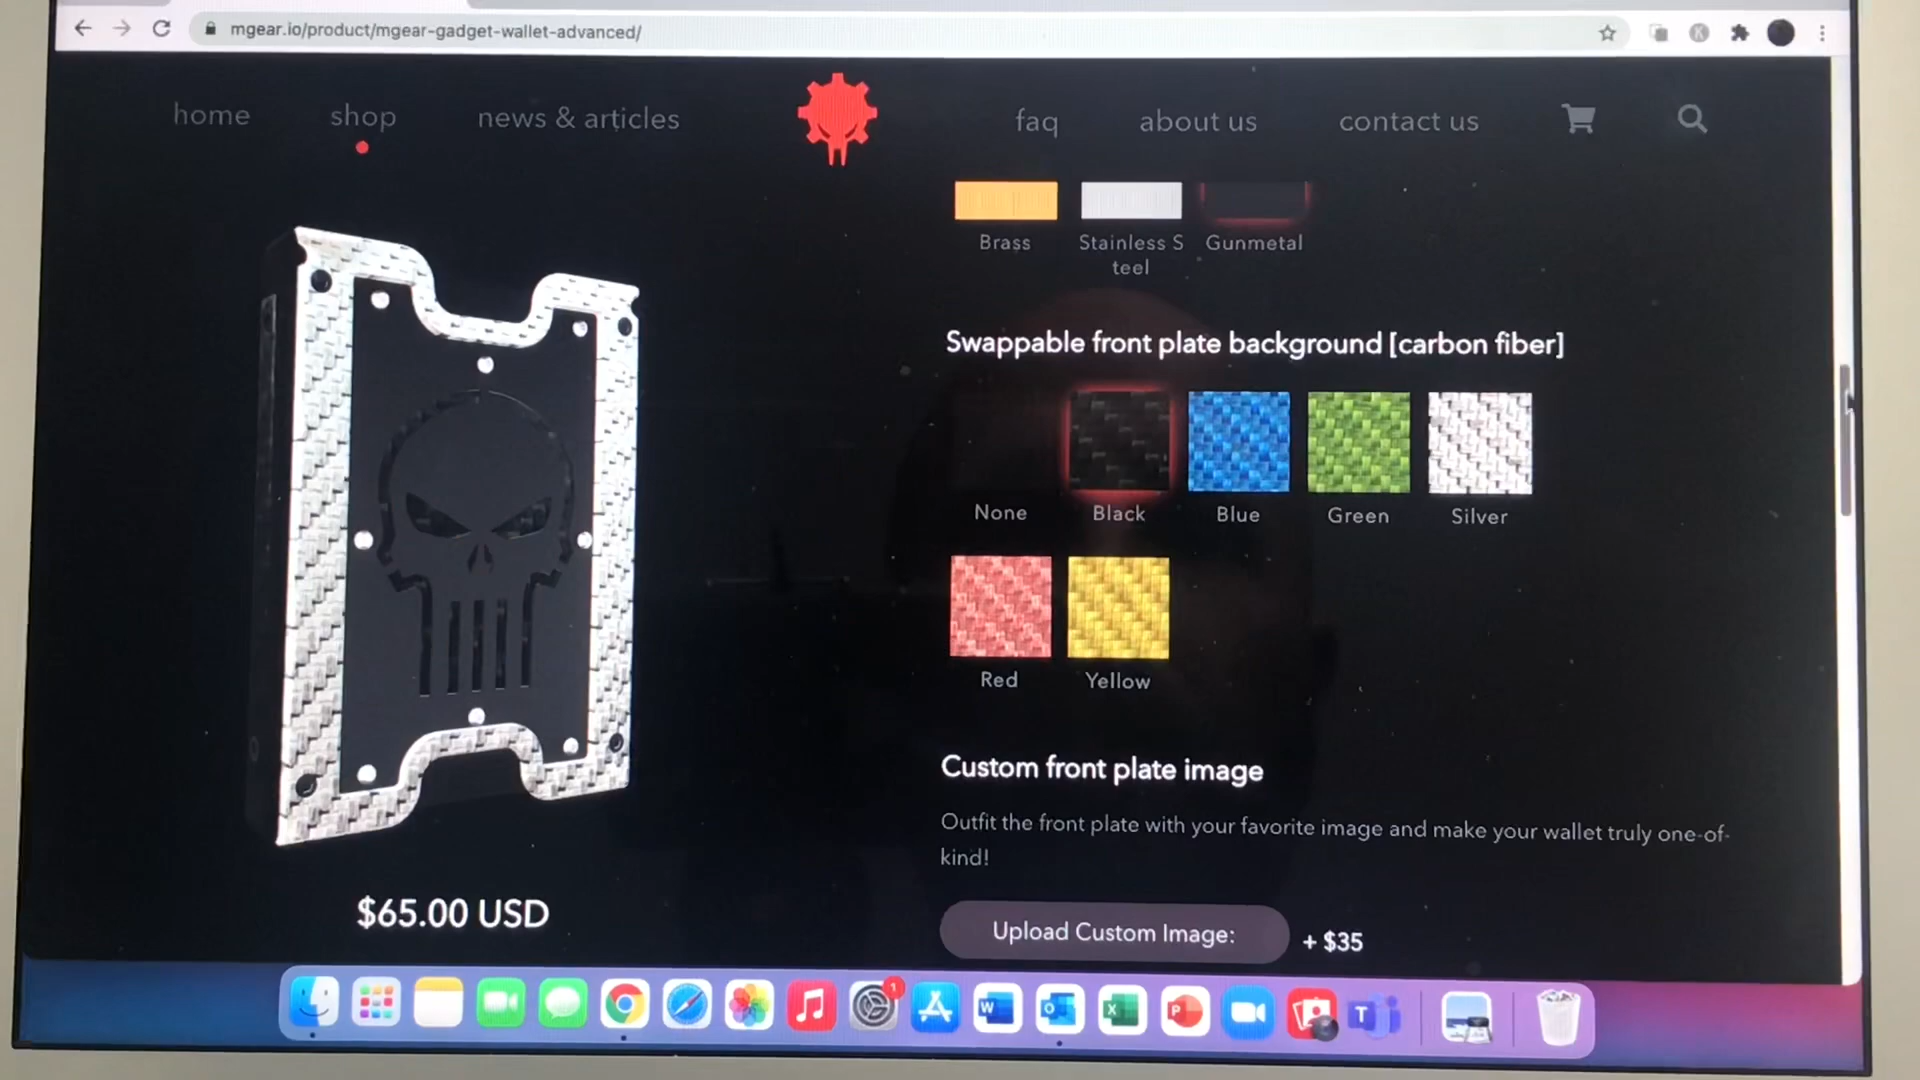 mgear.io/product/mgear-gadget-wallet-advanced/
K
home
shop
news & articles
faq
about us
contact us
Brass
Stainless S
teel
Gunmetal
Swappable front plate background [carbon fiber]
None
Black
Blue
Green
Silver
Red
Yellow
Custom front plate image
Outfit the front plate with your favorite image and make your wallet truly one-of-
kind!
$65.00 USD
Upload Custom Image:
+ $35
1
W
O
X
P
T